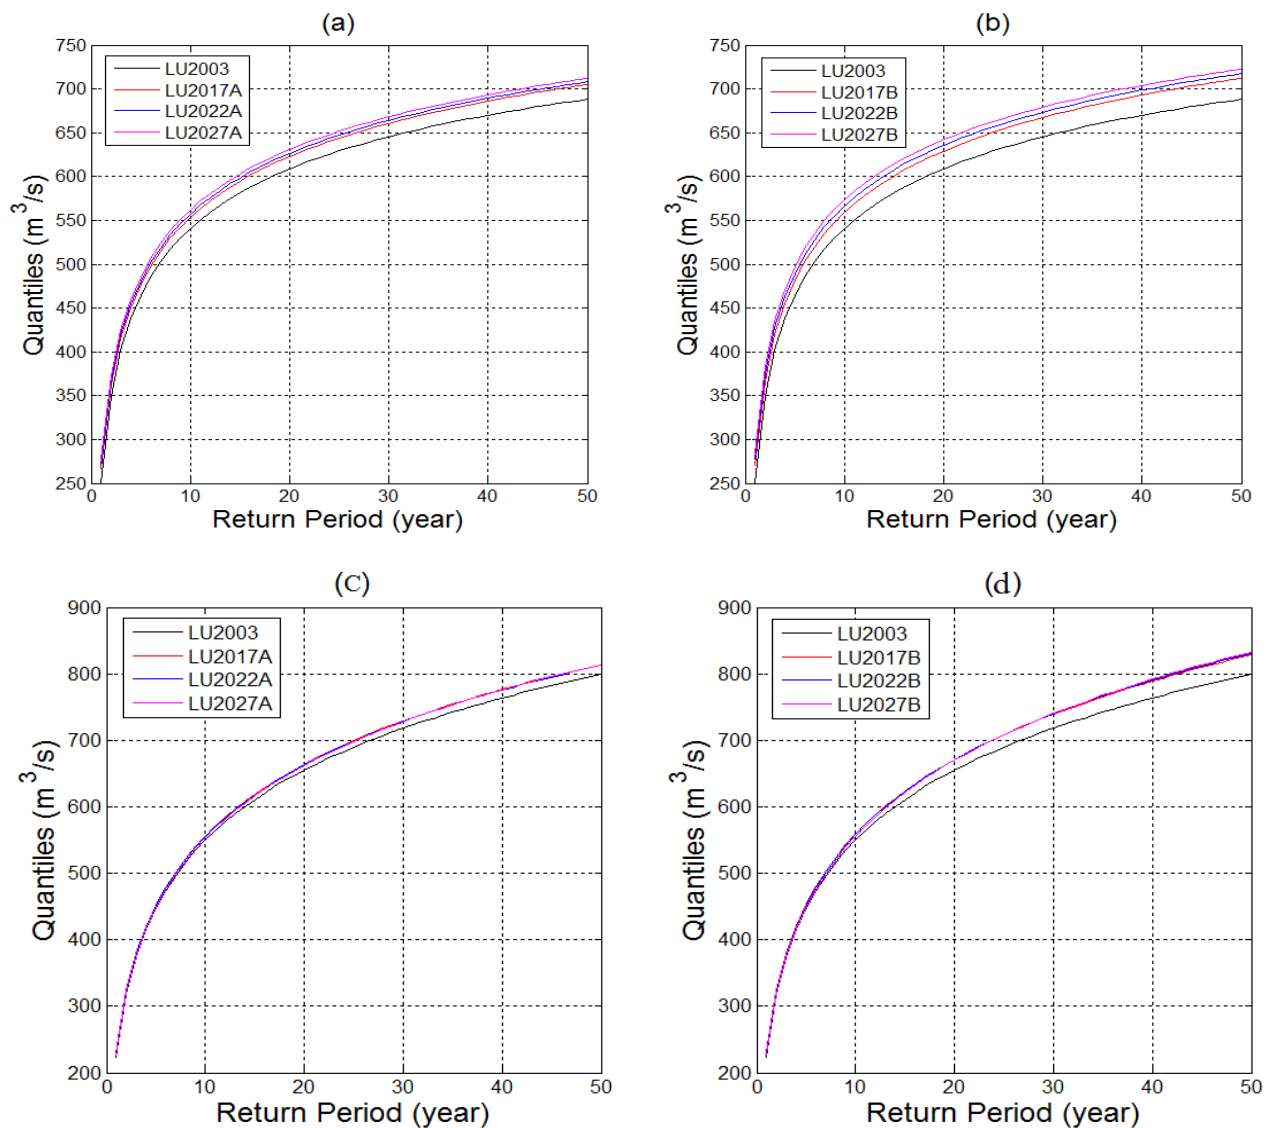 (a)
750
700
650
600
550
500
450
400
350
300
250
Quantiles (m³/s)
LU2003
LU2017A
LU2022A
LU2027A
0 10 20 30 40 50
Return Period (year)
(b)
750
700
650
600
550
500
450
400
350
300
250
Quantiles (m³/s)
LU2003
LU2017B
LU2022B
LU2027B
0 10 20 30 40 50
Return Period (year)
(c)
900
800
700
600
500
400
300
200
Quantiles (m³/s)
LU2003
LU2017A
LU2022A
LU2027A
0 10 20 30 40 50
Return Period (year)
(d)
900
800
700
600
500
400
300
200
Quantiles (m³/s)
LU2003
LU2017B
LU2022B
LU2027B
0 10 20 30 40 50
Return Period (year)